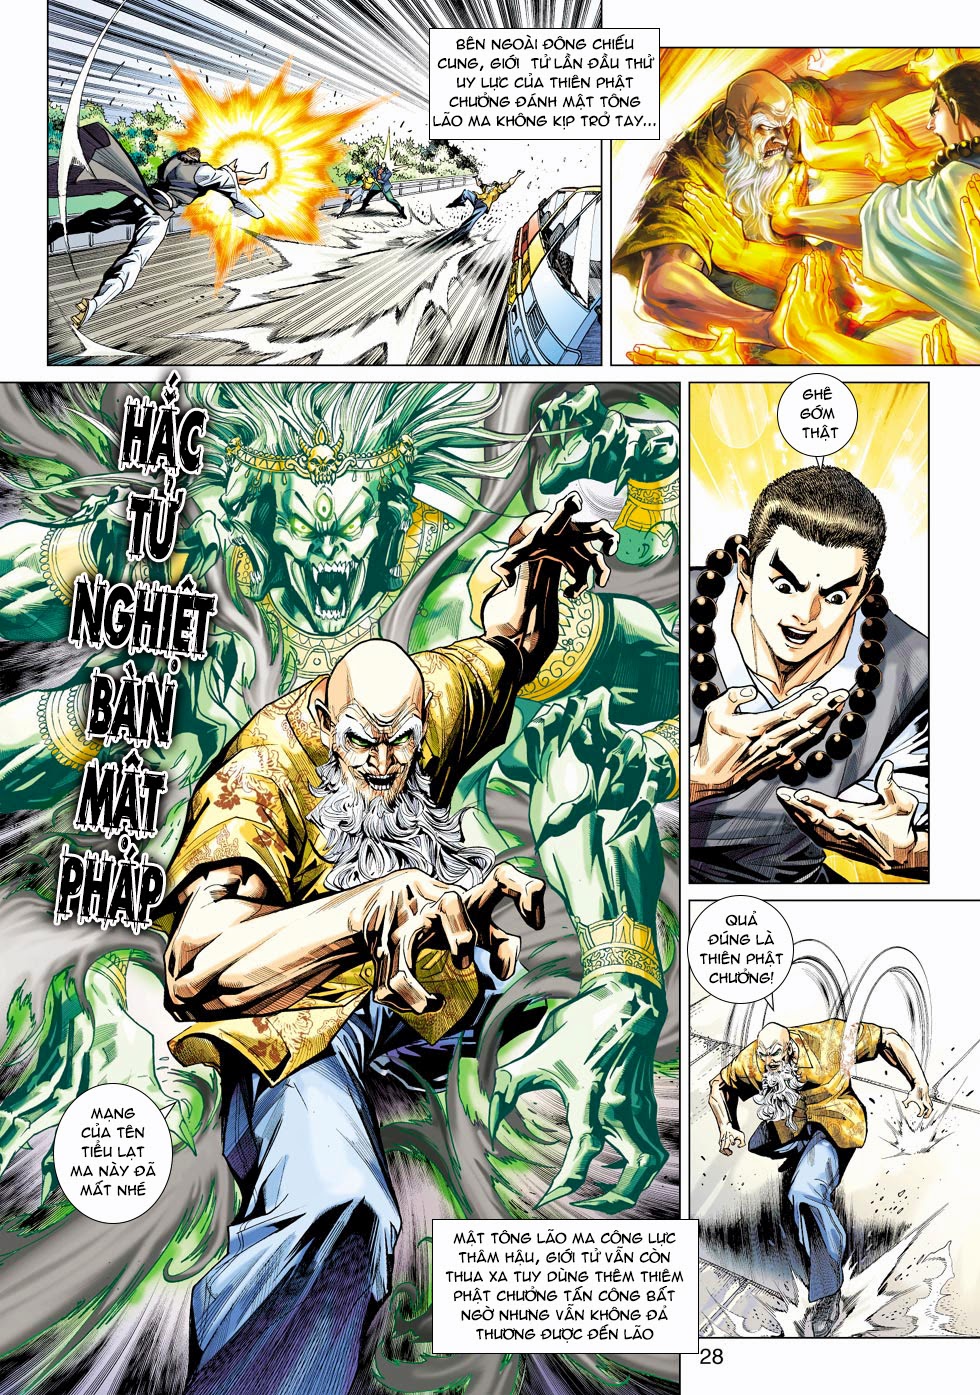 BÊN NGOÀI ĐÔNG CHIẾU
CUNG, GIỚI TỬ LẦN ĐẦU THỬ
UY LỰC CỦA THIÊN PHẬT
CHƯỞNG ĐÁNH MẬT TÔNG
LÃO MA KHÔNG KỊP TRỞ TAY...
GHÊ
GỚM
THẬT
HẮC
TỬ
NGHIỆT
BÀN
MẬT
PHÁP
QUẢ
ĐÚNG LÀ
THIÊN PHẬT
CHƯỞNG!
MẠNG
CỦA TÊN
TIỂU LẠT
MA NÀY ĐÃ
MẤT NHÉ
MẬT TÔNG LÃO MA CÔNG LỰC
THÂM HẬU, GIỚI TỬ VẪN CÒN
THUA XA TUY DÙNG THÊM THIÊM
PHẬT CHƯỞNG TẤN CÔNG BẤT
NGỜ NHƯNG VẪN KHÔNG ĐẢ
THƯƠNG ĐƯỢC ĐẾN LÃO
28